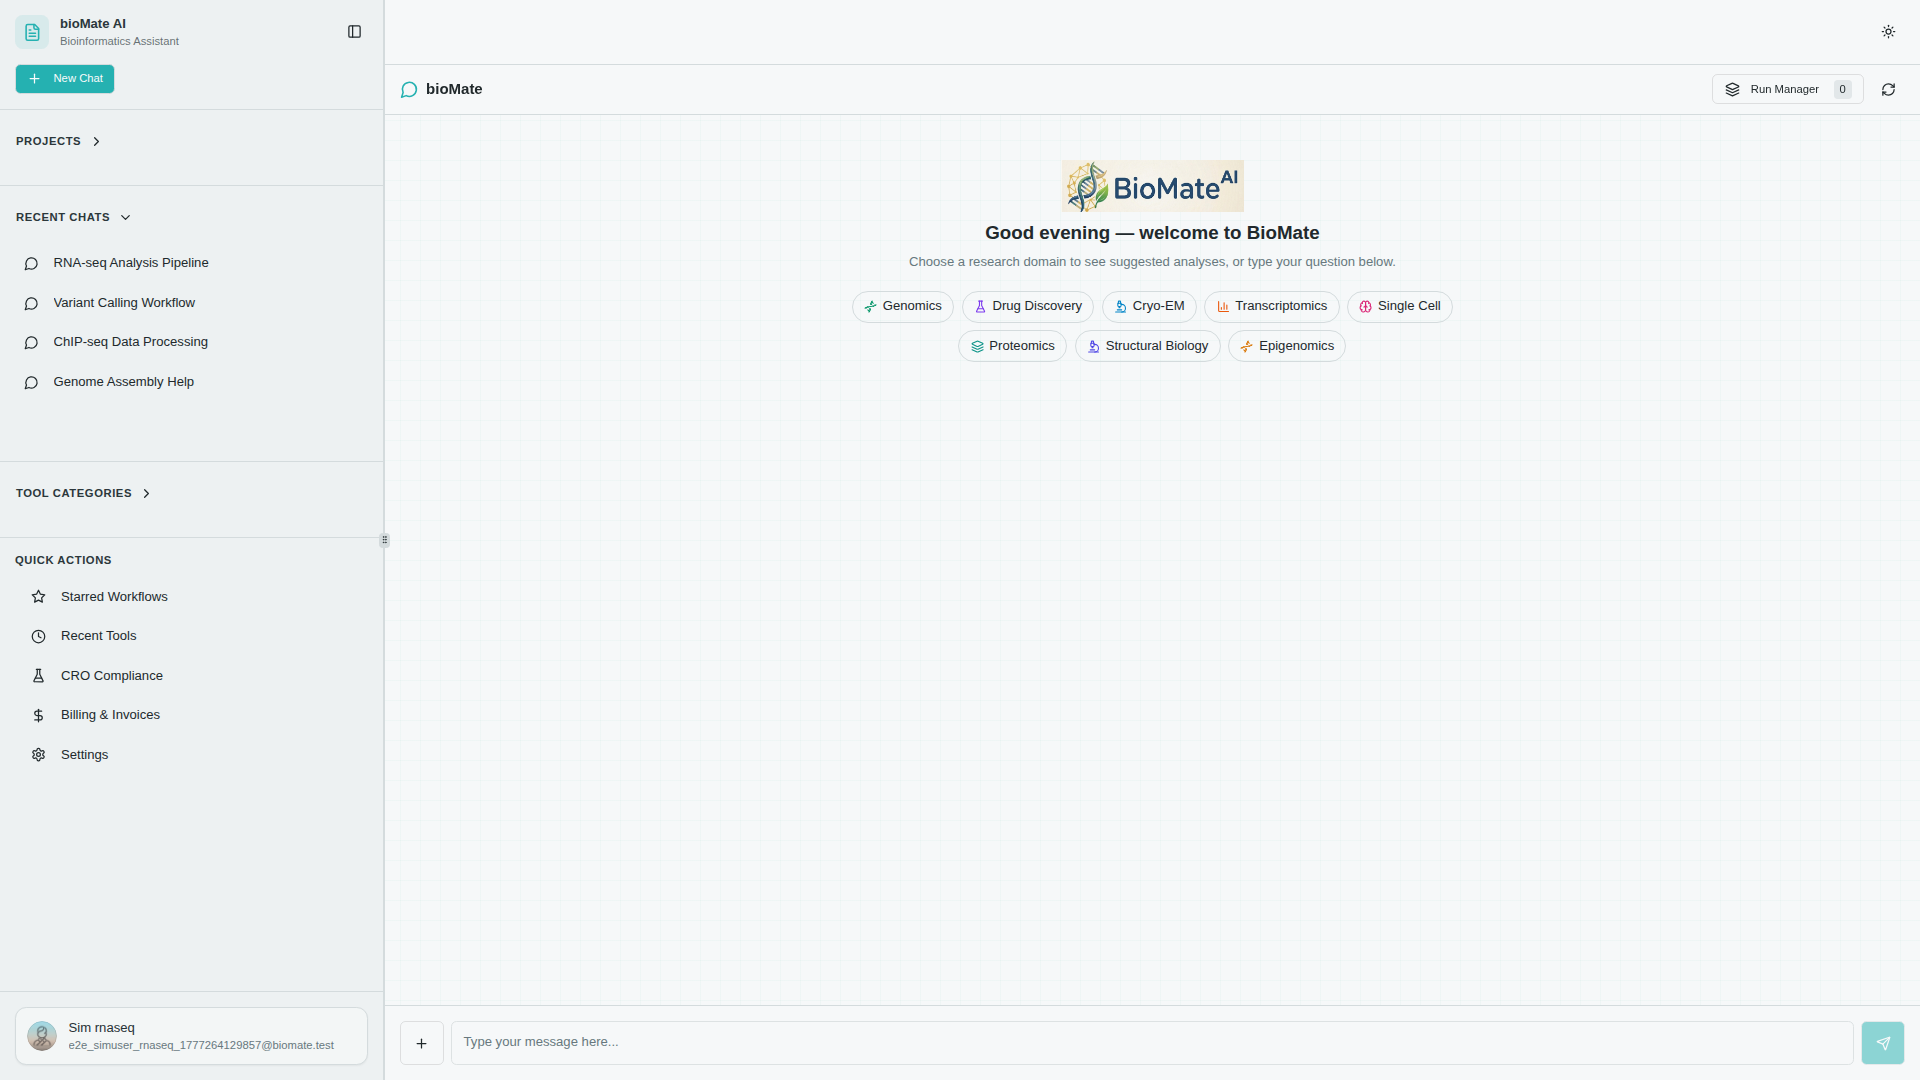 bioMate AI
Bioinformatics Assistant
New Chat
PROJECTS
RECENT CHATS
RNA-seq Analysis Pipeline
Variant Calling Workflow
ChIP-seq Data Processing
Genome Assembly Help
TOOL CATEGORIES
QUICK ACTIONS
Starred Workflows
Recent Tools
CRO Compliance
Billing & Invoices
Settings
Sim rnaseq
e2e_simuser_rnaseq_1777264129857@biomate.test
bioMate
Run Manager 0
BioMate AI
Good evening — welcome to BioMate
Choose a research domain to see suggested analyses, or type your question below.
Genomics Drug Discovery Cryo-EM Transcriptomics Single Cell
Proteomics Structural Biology Epigenomics
Type your message here...